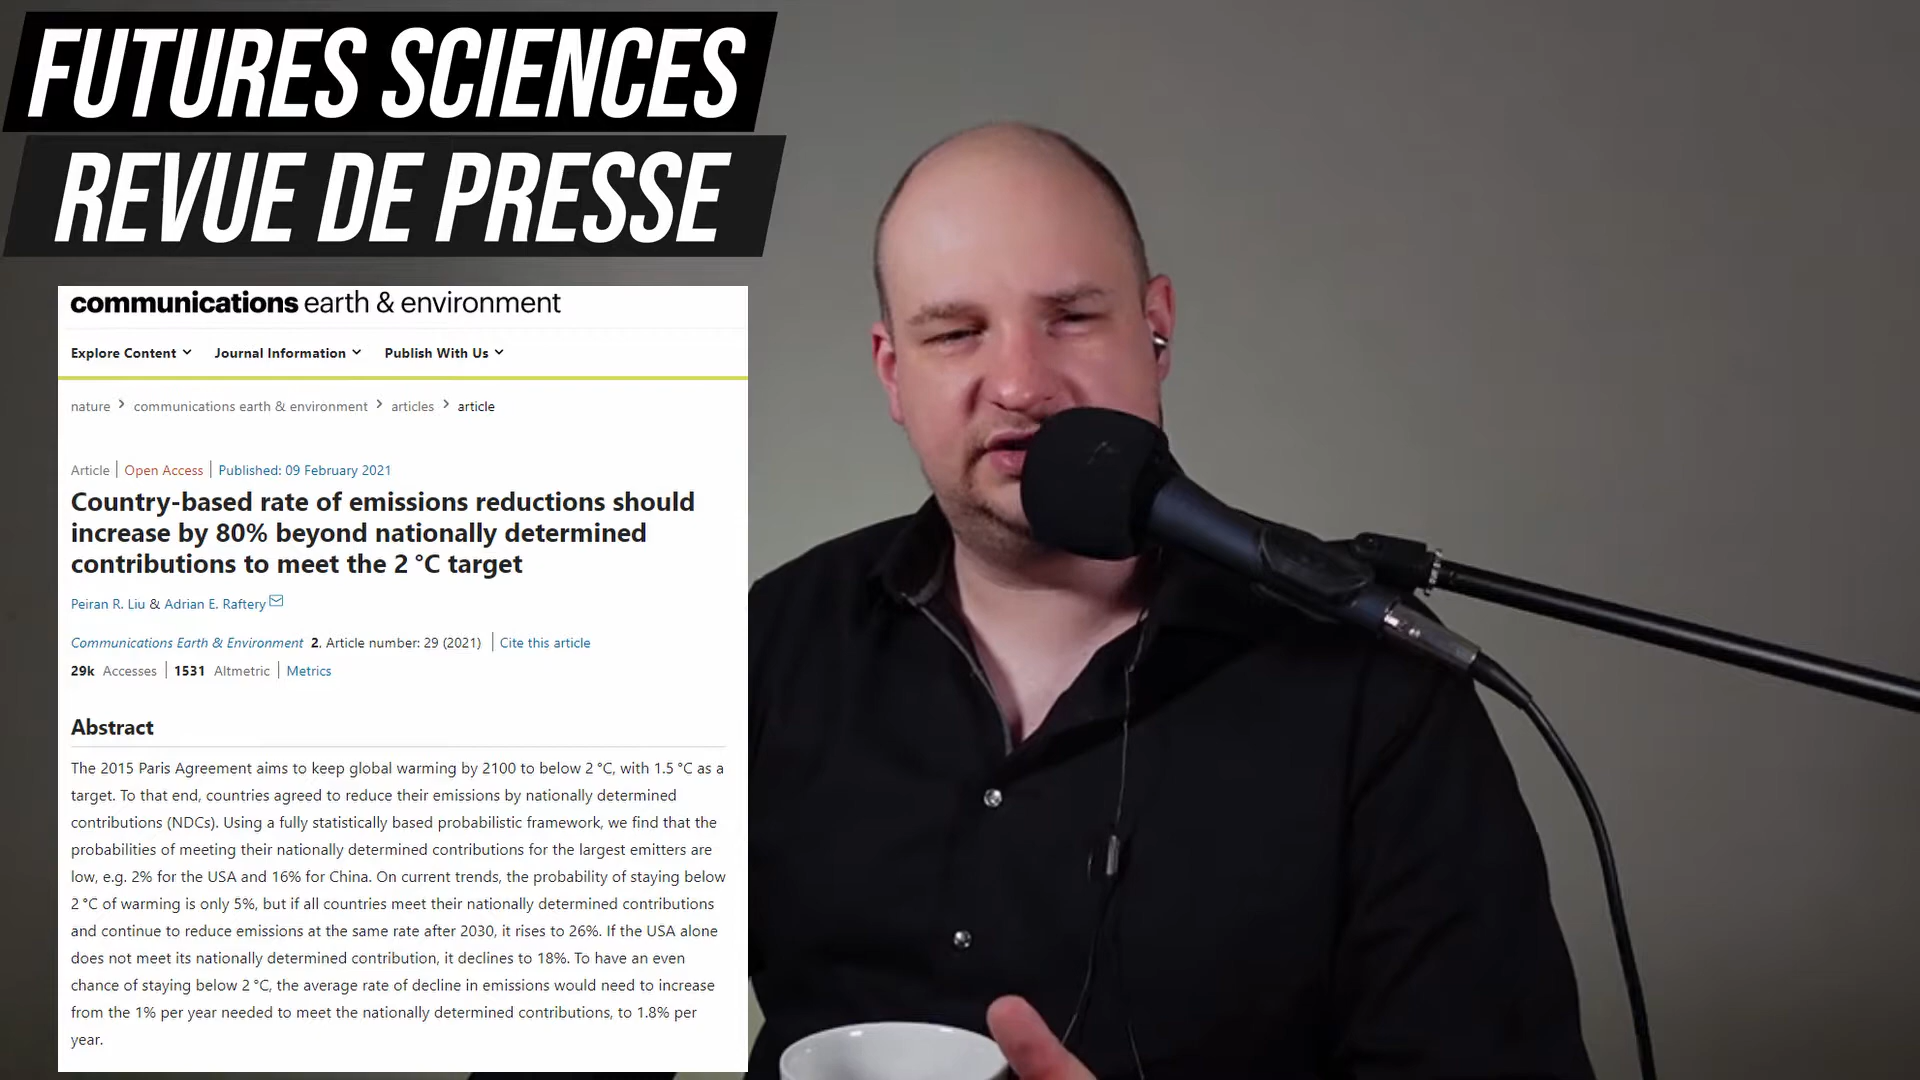 FUTURES SCIENCES
REVUE DE PRESSE
communications earth & environment
Explore Content Journal Information Publish With Us
nature > communications earth & environment > articles > article
Article | Open Access | Published: 09 February 2021
Country-based rate of emissions reductions should
increase by 80% beyond nationally determined
contributions to meet the 2 °C target
Peiran R. Liu & Adrian E. Raftery
Communications Earth & Environment 2, Article number: 29 (2021) | Cite this article
29k Accesses | 1531 Altmetric | Metrics
Abstract
The 2015 Paris Agreement aims to keep global warming by 2100 to below 2 °C, with 1.5 °C as a
target. To that end, countries agreed to reduce their emissions by nationally determined
contributions (NDCs). Using a fully statistically based probabilistic framework, we find that the
probabilities of meeting their nationally determined contributions for the largest emitters are
low, e.g. 2% for the USA and 16% for China. On current trends, the probability of staying below
2 °C of warming is only 5%, but if all countries meet their nationally determined contributions
and continue to reduce emissions at the same rate after 2030, it rises to 26%. If the USA alone
does not meet its nationally determined contribution, it declines to 18%. To have an even
chance of staying below 2 °C, the average rate of decline in emissions would need to increase
from the 1% per year needed to meet the nationally determined contributions, to 1.8% per
year.